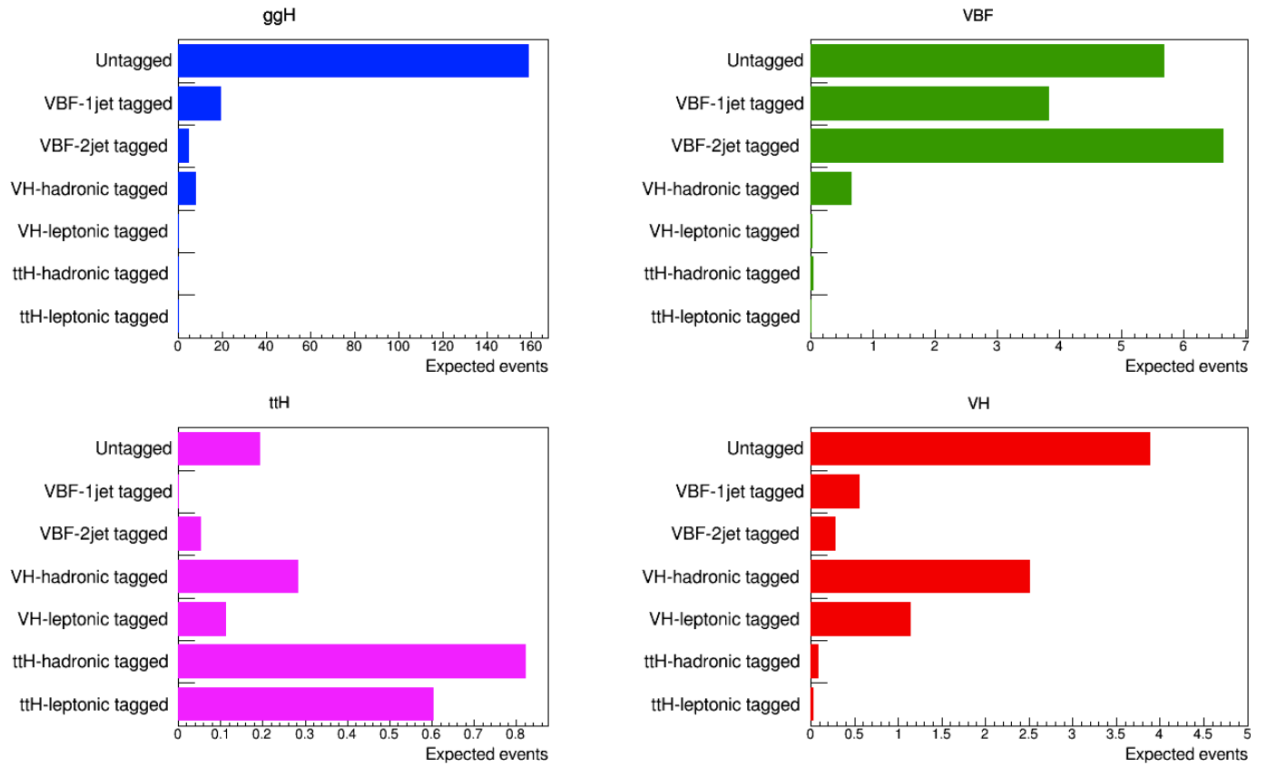 ggH
Untagged
VBF-1jet tagged
VBF-2jet tagged
VH-hadronic tagged
VH-leptonic tagged
ttH-hadronic tagged
ttH-leptonic tagged
0 20 40 60 80 100 120 140 160
Expected events
VBF
Untagged
VBF-1jet tagged
VBF-2jet tagged
VH-hadronic tagged
VH-leptonic tagged
ttH-hadronic tagged
ttH-leptonic tagged
0 1 2 3 4 5 6 7
Expected events
ttH
Untagged
VBF-1jet tagged
VBF-2jet tagged
VH-hadronic tagged
VH-leptonic tagged
ttH-hadronic tagged
ttH-leptonic tagged
0 0.1 0.2 0.3 0.4 0.5 0.6 0.7 0.8
Expected events
VH
Untagged
VBF-1jet tagged
VBF-2jet tagged
VH-hadronic tagged
VH-leptonic tagged
ttH-hadronic tagged
ttH-leptonic tagged
0 0.5 1 1.5 2 2.5 3 3.5 4 4.5 5
Expected events